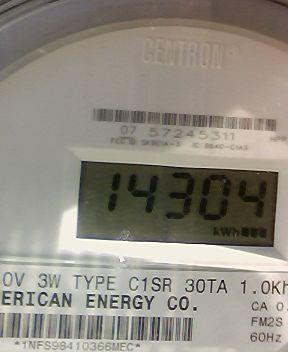 CENTRON®
07 57245311
14304
kWh
0V 3W TYPE C1SR 30TA 1.0Kh
ERICAN ENERGY CO.
CA 0.
FM2S
60Hz
*1NFS98410366MEC*